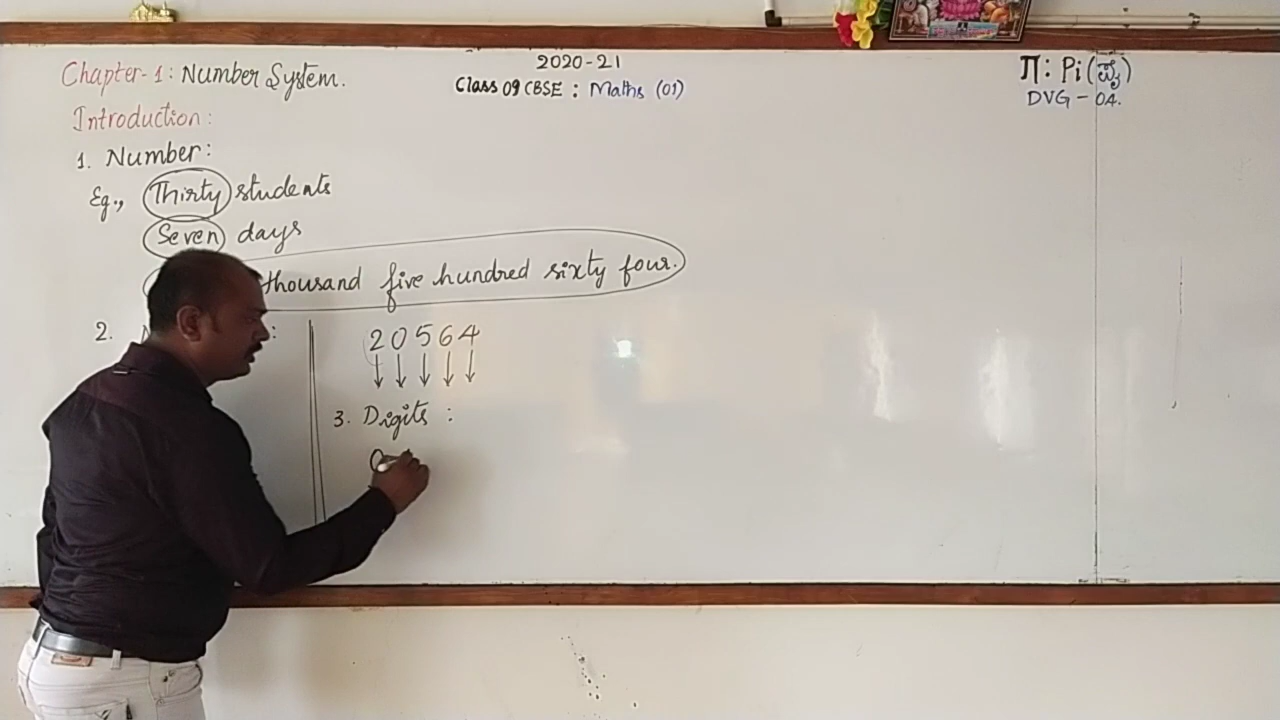 2020-21
Chapter-1: Number System.
Class 09 CBSE : Maths (01)
π: Pi (ಪೈ)
DVG - 04.
Introduction:
1. Number:
Eg., Thirty students
Seven days
thousand five hundred sixty four.
2. :
20564
3. Digits :